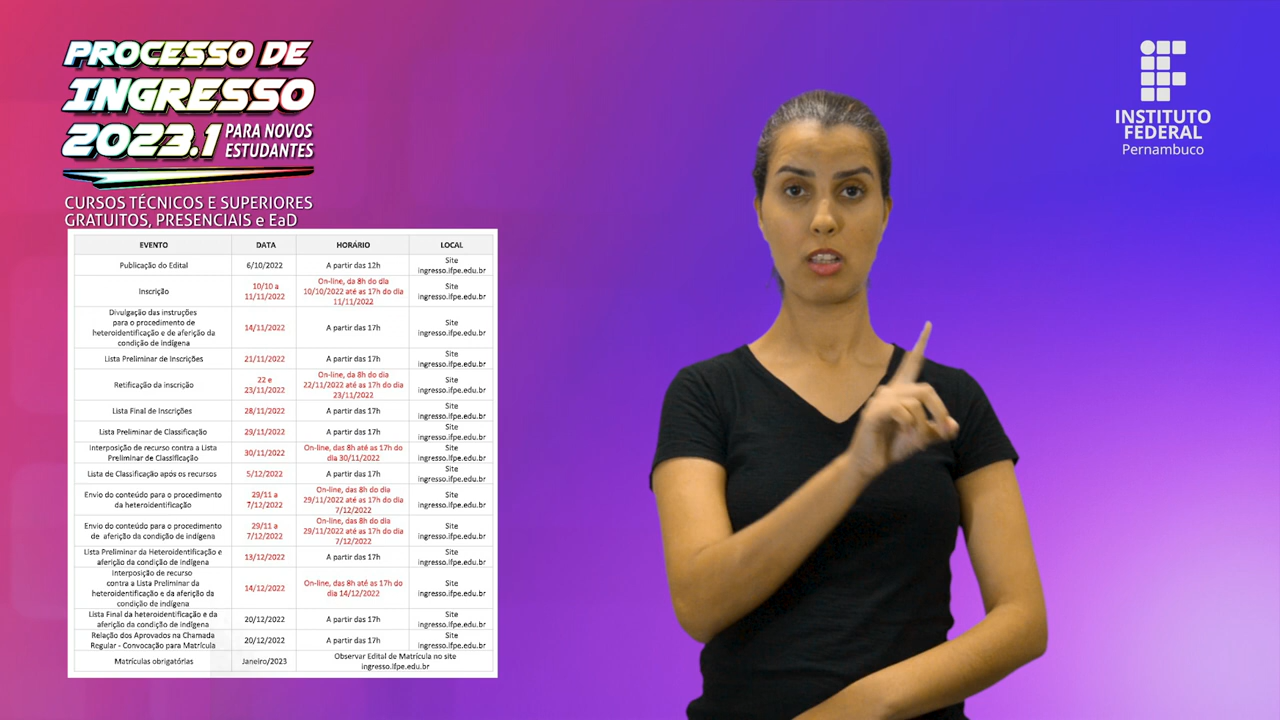 PROCESSO DE
INGRESSO
2023.1 PARA NOVOS
ESTUDANTES
CURSOS TÉCNICOS E SUPERIORES
GRATUITOS, PRESENCIAIS e EaD
EVENTO DATA HORÁRIO LOCAL
Publicação do Edital 6/10/2022 A partir das 12h Site
ingresso.ifpe.edu.br
Inscrição 10/10 a
11/11/2022 On-line, da 8h do dia
10/10/2022 até as 17h do dia
11/11/2022 Site
ingresso.ifpe.edu.br
Divulgação das instruções
para o procedimento de
heteroidentificação e de aferição da
condição de Indígena 14/11/2022 A partir das 17h Site
ingresso.ifpe.edu.br
Lista Preliminar de Inscrições 21/11/2022 A partir das 17h Site
ingresso.ifpe.edu.br
Retificação da inscrição 22 e
23/11/2022 On-line, da 8h do dia
22/11/2022 até as 17h do dia
23/11/2022 Site
ingresso.ifpe.edu.br
Lista Final de Inscrições 28/11/2022 A partir das 17h Site
ingresso.ifpe.edu.br
Lista Preliminar de Classificação 29/11/2022 A partir das 17h Site
ingresso.ifpe.edu.br
Interposição de recurso contra a Lista
Preliminar de Classificação 30/11/2022 On-line, das 8h até as 17h do
dia 30/11/2022 Site
ingresso.ifpe.edu.br
Lista de Classificação após os recursos 5/12/2022 A partir das 17h Site
ingresso.ifpe.edu.br
Envio do conteúdo para o procedimento
da heteroidentificação 29/11 a
7/12/2022 On-line, das 8h do dia
29/11/2022 até as 17h do dia
7/12/2022 Site
ingresso.ifpe.edu.br
Envio do conteúdo para o procedimento
de aferição da condição de indígena 29/11 a
7/12/2022 On-line, das 8h do dia
29/11/2022 até as 17h do dia
7/12/2022 Site
ingresso.ifpe.edu.br
Lista Preliminar da Heteroidentificação e
aferição da condição de indígena 13/12/2022 A partir das 17h Site
ingresso.ifpe.edu.br
Interposição de recurso
contra a Lista Preliminar da
heteroidentificação e da aferição da
condição de indígena 14/12/2022 On-line, das 8h até as 17h do
dia 14/12/2022 Site
ingresso.ifpe.edu.br
Lista Final da heteroidentificação e da
aferição da condição de indígena 20/12/2022 A partir das 17h Site
ingresso.ifpe.edu.br
Relação dos Aprovados na Chamada
Regular - Convocação para Matrícula 20/12/2022 A partir das 17h Site
ingresso.ifpe.edu.br
Matrículas obrigatórias Janeiro/2023 Observar Edital de Matrícula no site
ingresso.ifpe.edu.br
INSTITUTO
FEDERAL
Pernambuco